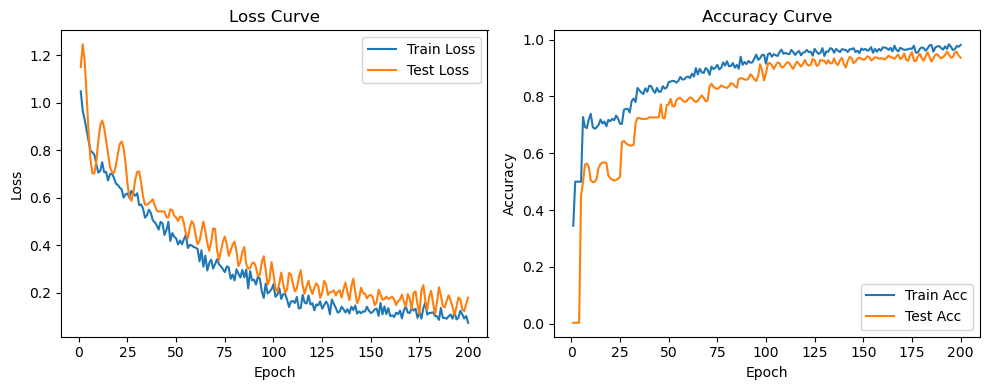 Loss Curve
1.2
1.0
0.8
0.6
0.4
0.2
Loss
Train Loss
Test Loss
0 25 50 75 100 125 150 175 200
Epoch
Accuracy Curve
1.0
0.8
0.6
0.4
0.2
0.0
Accuracy
Train Acc
Test Acc
0 25 50 75 100 125 150 175 200
Epoch